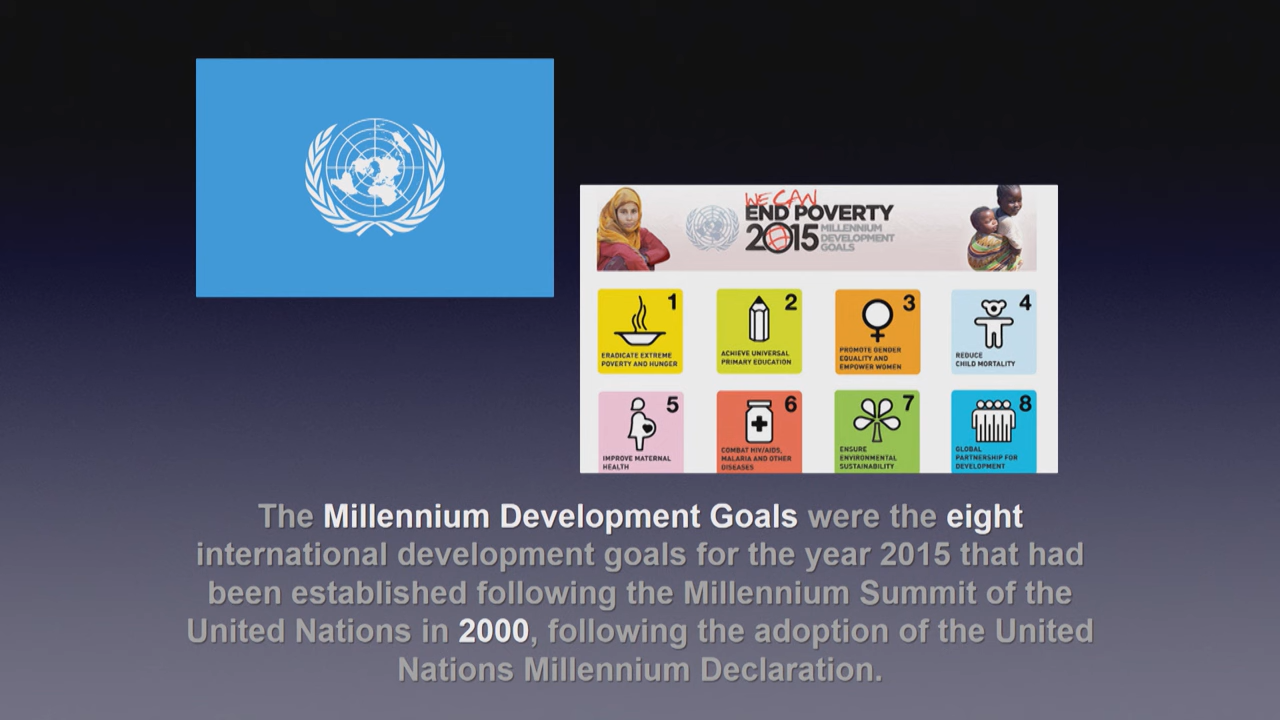 WE CAN
END POVERTY
2015 MILLENNIUM
DEVELOPMENT
GOALS
1
ERADICATE EXTREME
POVERTY AND HUNGER
2
ACHIEVE UNIVERSAL
PRIMARY EDUCATION
3
PROMOTE GENDER
EQUALITY AND
EMPOWER WOMEN
4
REDUCE
CHILD MORTALITY
5
IMPROVE MATERNAL
HEALTH
6
COMBAT HIV/AIDS,
MALARIA AND OTHER
DISEASES
7
ENSURE
ENVIRONMENTAL
SUSTAINABILITY
8
GLOBAL
PARTNERSHIP FOR
DEVELOPMENT
The Millennium Development Goals were the eight
international development goals for the year 2015 that had
been established following the Millennium Summit of the
United Nations in 2000, following the adoption of the United
Nations Millennium Declaration.